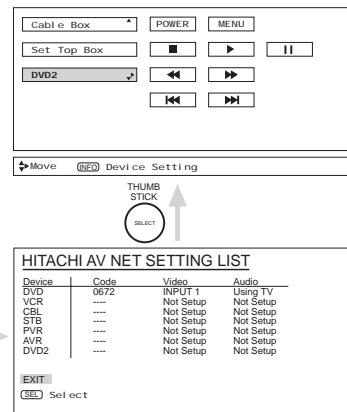 Cable Box
POWER MENU
Set Top Box
DVD2
Move INFO Device Setting
THUMB
STICK
SELECT
HITACHI AV NET SETTING LIST
Device Code Video Audio
DVD 0672 INPUT 1 Using TV
VCR ---- Not Setup Not Setup
CBL ---- Not Setup Not Setup
STB ---- Not Setup Not Setup
PVR ---- Not Setup Not Setup
AVR ---- Not Setup Not Setup
DVD2 ---- Not Setup Not Setup
EXIT
SEL Select